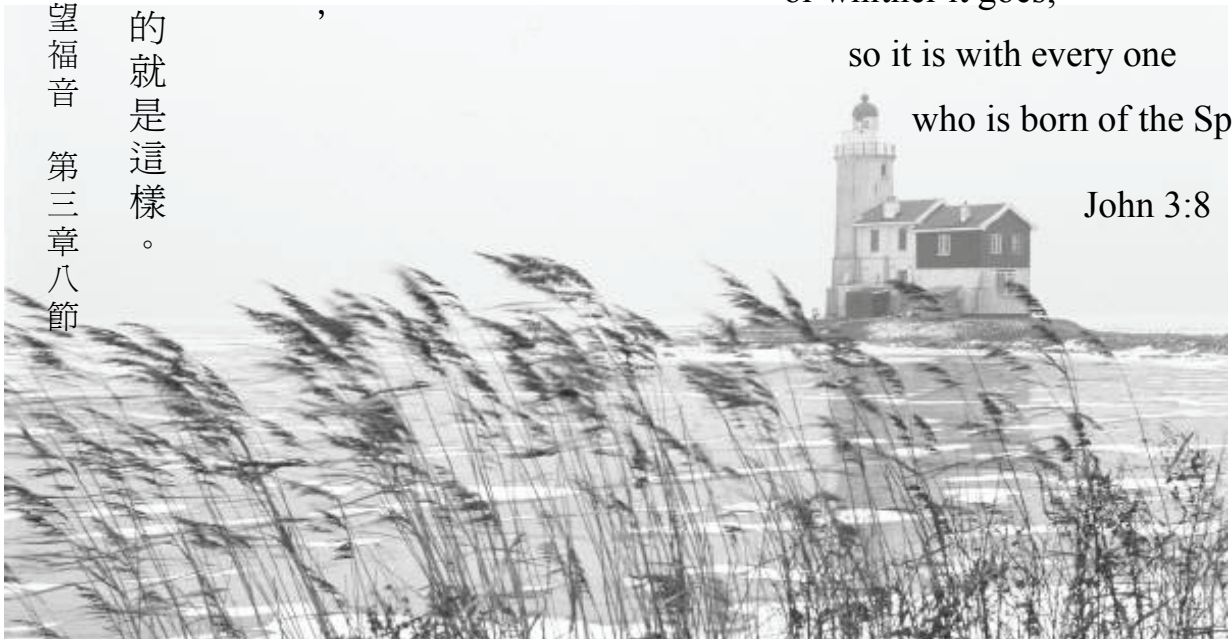 ，
的就是這樣。
望福音 第三章八節
so it is with every one
who is born of the Sp
John 3:8